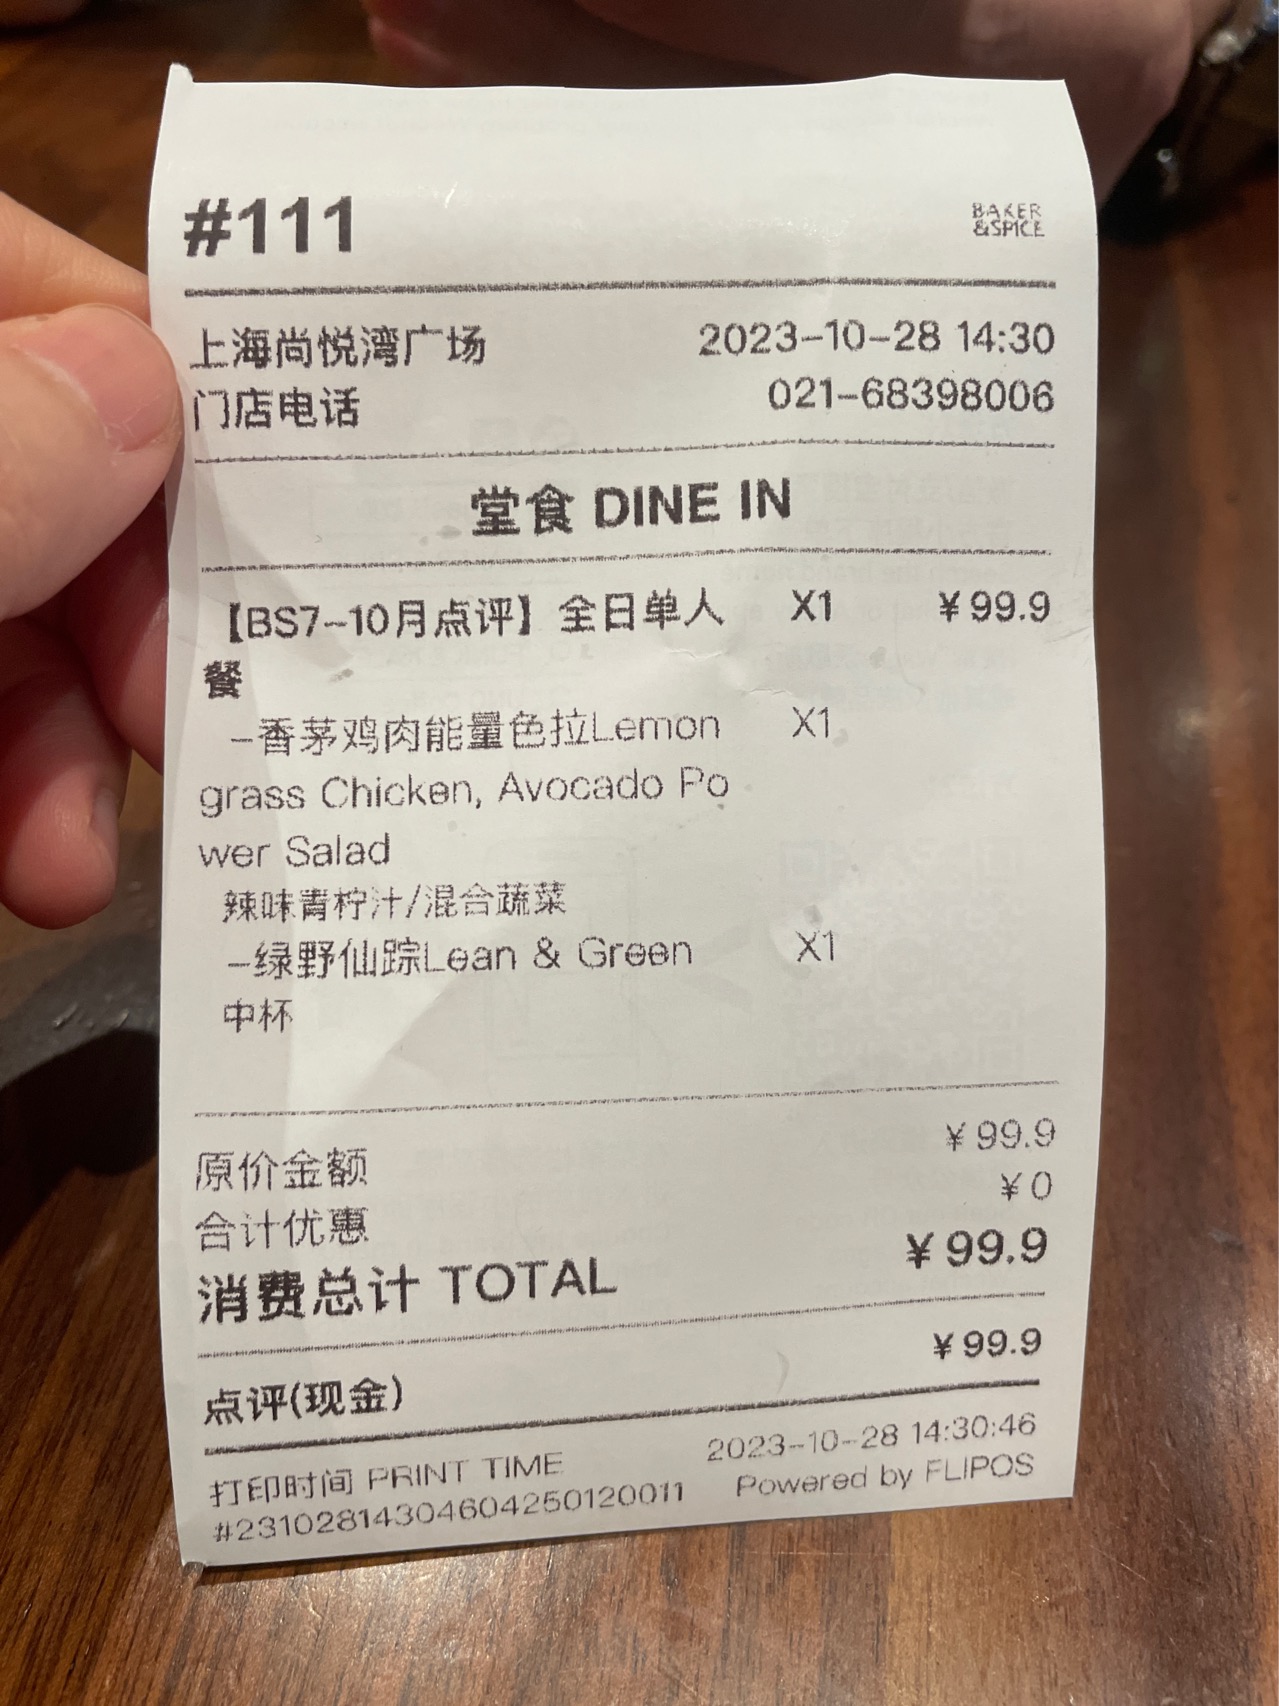 #111
BAKER
&SPICE
上海尚悦湾广场 2023-10-28 14:30
门店电话 021-68398006
堂食 DINE IN
【BS7-10月点评】全日单人 X1 ¥99.9
餐
-香茅鸡肉能量色拉Lemon X1
grass Chicken, Avocado Po
wer Salad
辣味青柠汁/混合蔬菜
-绿野仙踪Lean & Green X1
中杯
原价金额 ¥99.9
合计优惠 ¥0
消费总计 TOTAL ¥99.9
点评(现金) ¥99.9
打印时间 PRINT TIME 2023-10-28 14:30:46
#23102814304604250120011 Powered by FLIPOS